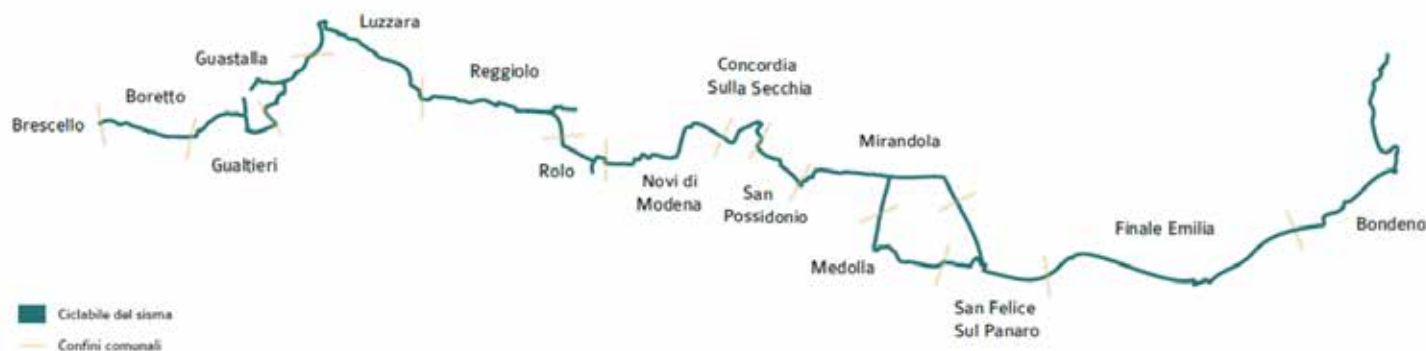 Luzzara
Guastalla
Concordia
Sulla Secchia
Reggiolo
Boretto
Brescello
Mirandola
Gualtieri
Rolo
Novi di
Modena
San
Possidonio
Finale Emilia
Bondeno
Medolla
San Felice
Sul Panaro
Ciclabile del sisma
Confini comunali